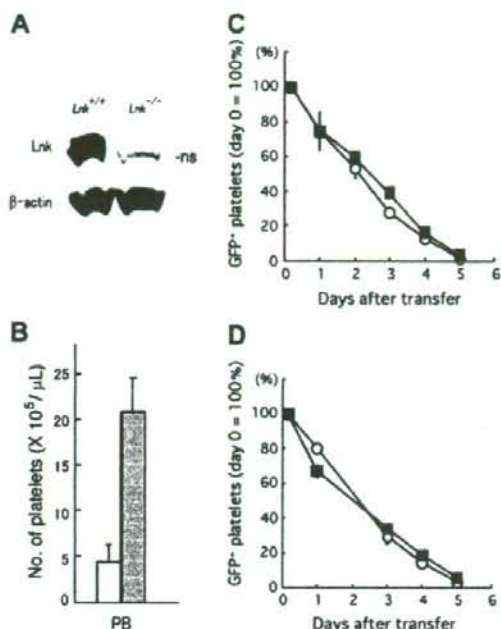 A
Lnk+/+ Lnk-/-
Lnk
-ns
β-actin
B
No. of platelets (X 10⁵/ μL)
25
20
15
10
5
0
PB
C
(%)
GFP⁺ platelets (day 0 = 100%)
100
80
60
40
20
0
0 1 2 3 4 5 6
Days after transfer
D
(%)
GFP⁺ platelets (day 0 = 100%)
100
80
60
40
20
0
0 1 2 3 4 5 6
Days after transfer